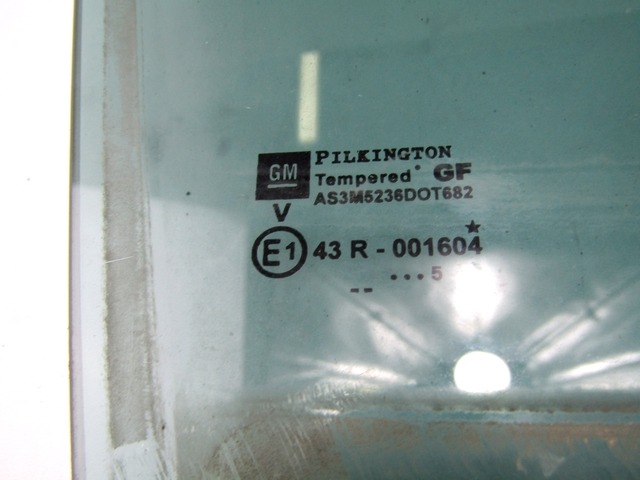 GM PILKINGTON
Tempered GF
AS3M5236DOT682
V
E1 43 R - 001604
-- ...5